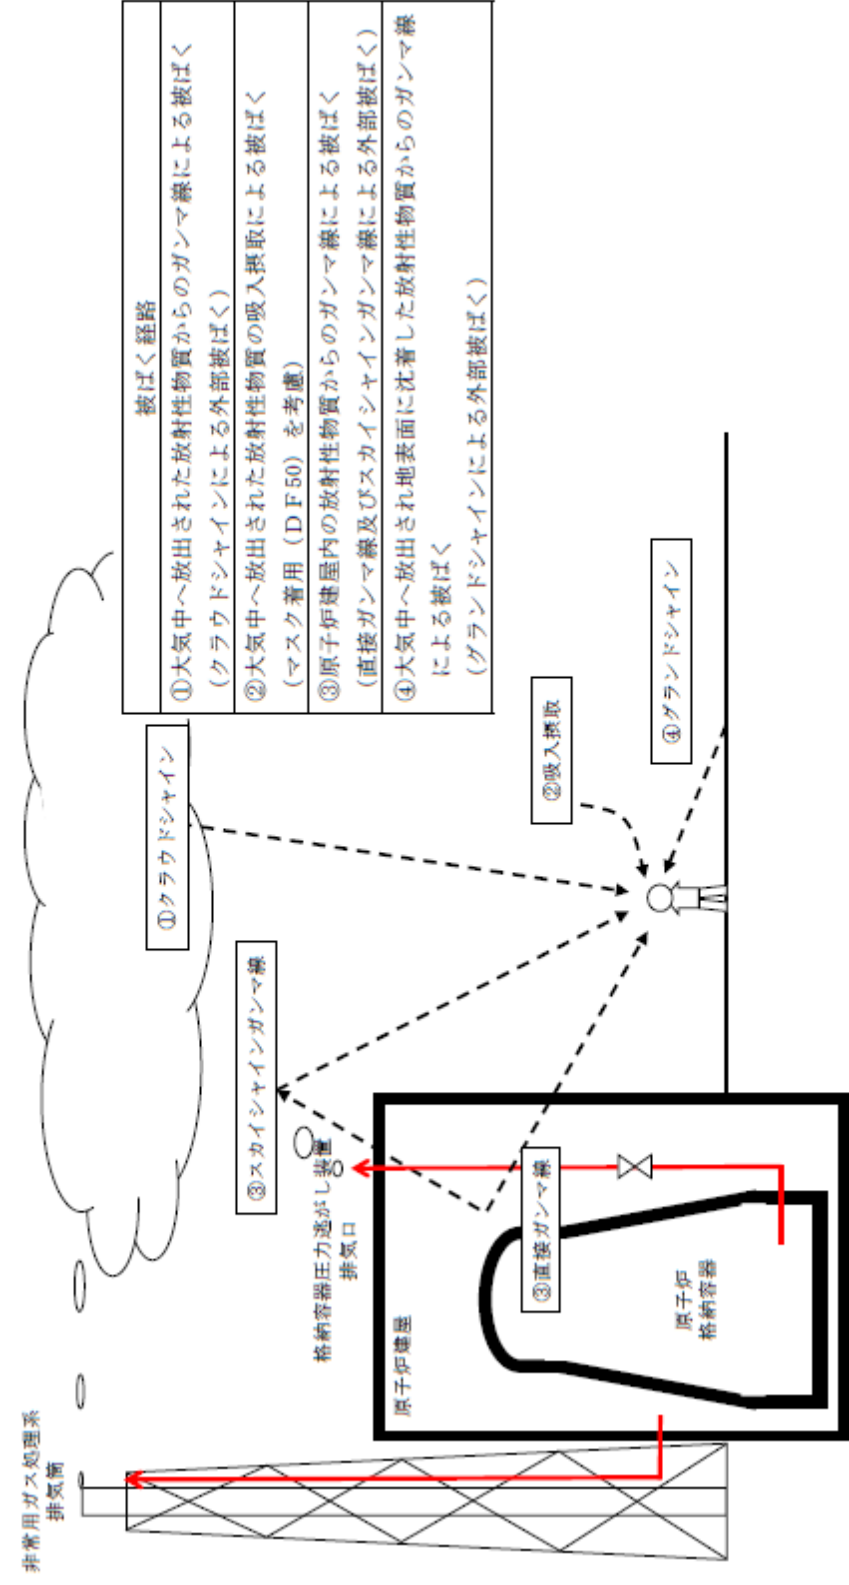 非常用ガス処理系
排気筒
格納容器圧力逃がし装置
排気口
原子炉建屋
原子炉
格納容器
③直接ガンマ線
③スカイシャインガンマ線
①クラウドシャイン
②吸入摂取
④グランドシャイン
被ばく経路
①大気中へ放出された放射性物質からのガンマ線による被ばく
(クラウドシャインによる外部被ばく)
②大気中へ放出された放射性物質の吸入摂取による被ばく
(マスク着用(DF50)を考慮)
③原子炉建屋内の放射性物質からのガンマ線による被ばく
(直接ガンマ線及びスカイシャインガンマ線による外部被ばく)
④大気中へ放出され地表面に沈着した放射性物質からのガンマ線
による被ばく
(グランドシャインによる外部被ばく)